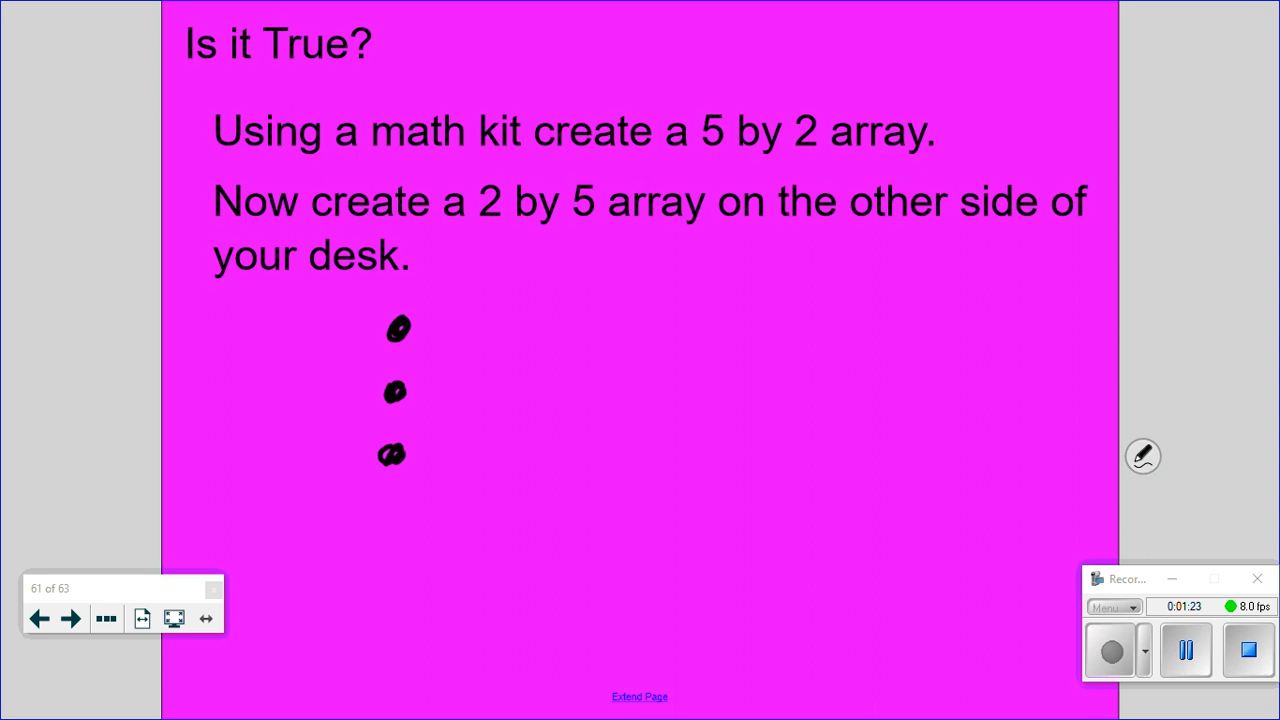 Is it True?
Using a math kit create a 5 by 2 array.
Now create a 2 by 5 array on the other side of
your desk.
61 of 63
Recor...
Menu
0:01:23
8.0 fps
Extend Page